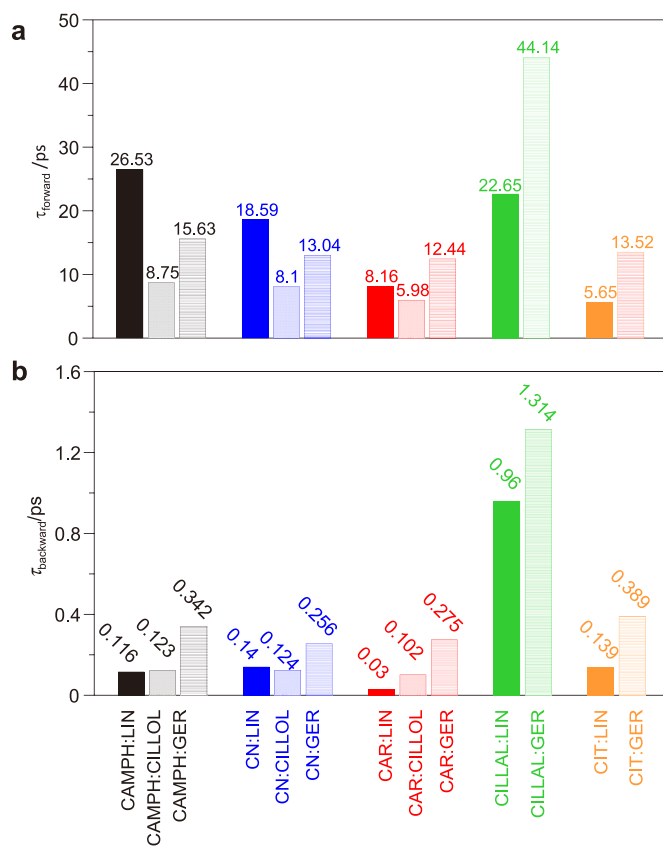 a
τforward /ps
50
40
30
20
10
0
26.53
8.75
15.63
18.59
8.1
13.04
8.16
5.98
12.44
22.65
44.14
5.65
13.52
b
τbackward/ps
1.6
1.2
0.8
0.4
0
0.116
0.123
0.342
0.14
0.124
0.256
0.03
0.102
0.275
0.96
1.314
0.139
0.389
CAMPH:LIN
CAMPH:CILLOL
CAMPH:GER
CN:LIN
CN:CILLOL
CN:GER
CAR:LIN
CAR:CILLOL
CAR:GER
CILLAL:LIN
CILLAL:GER
CIT:LIN
CIT:GER